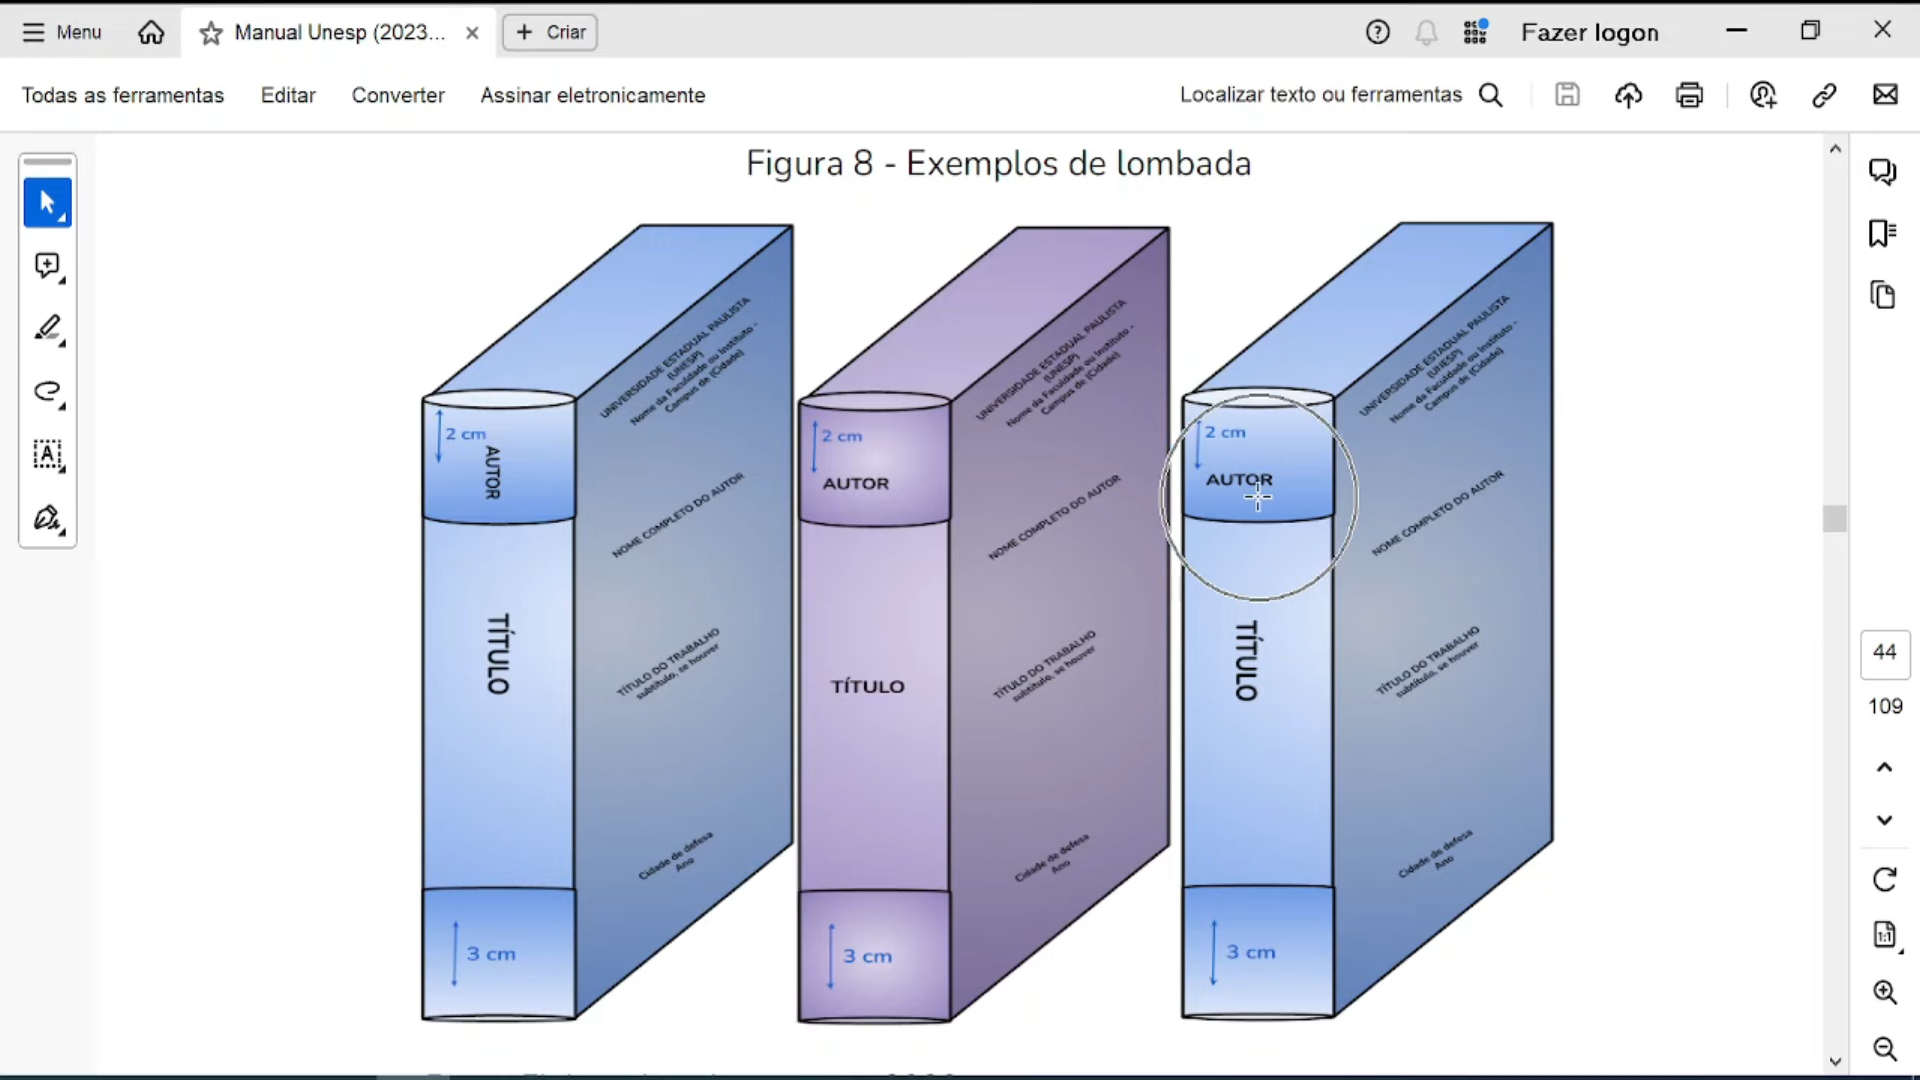 Menu
Manual Unesp (2023...
Criar
Fazer logon
Todas as ferramentas
Editar
Converter
Assinar eletronicamente
Localizar texto ou ferramentas
Figura 8 - Exemplos de lombada
2 cm
AUTOR
TÍTULO
3 cm
UNIVERSIDADE ESTADUAL PAULISTA
(UNESP)
Nome da Faculdade ou Instituto -
Campus de (Cidade)
NOME COMPLETO DO AUTOR
TÍTULO DO TRABALHO
subtítulo, se houver
Cidade de defesa
Ano
2 cm
AUTOR
TÍTULO
3 cm
UNIVERSIDADE ESTADUAL PAULISTA
(UNESP)
Nome da Faculdade ou Instituto -
Campus de (Cidade)
NOME COMPLETO DO AUTOR
TÍTULO DO TRABALHO
subtítulo, se houver
Cidade de defesa
Ano
2 cm
AUTOR
TÍTULO
3 cm
UNIVERSIDADE ESTADUAL PAULISTA
(UNESP)
Nome da Faculdade ou Instituto -
Campus de (Cidade)
NOME COMPLETO DO AUTOR
TÍTULO DO TRABALHO
subtítulo, se houver
Cidade de defesa
Ano
44
109